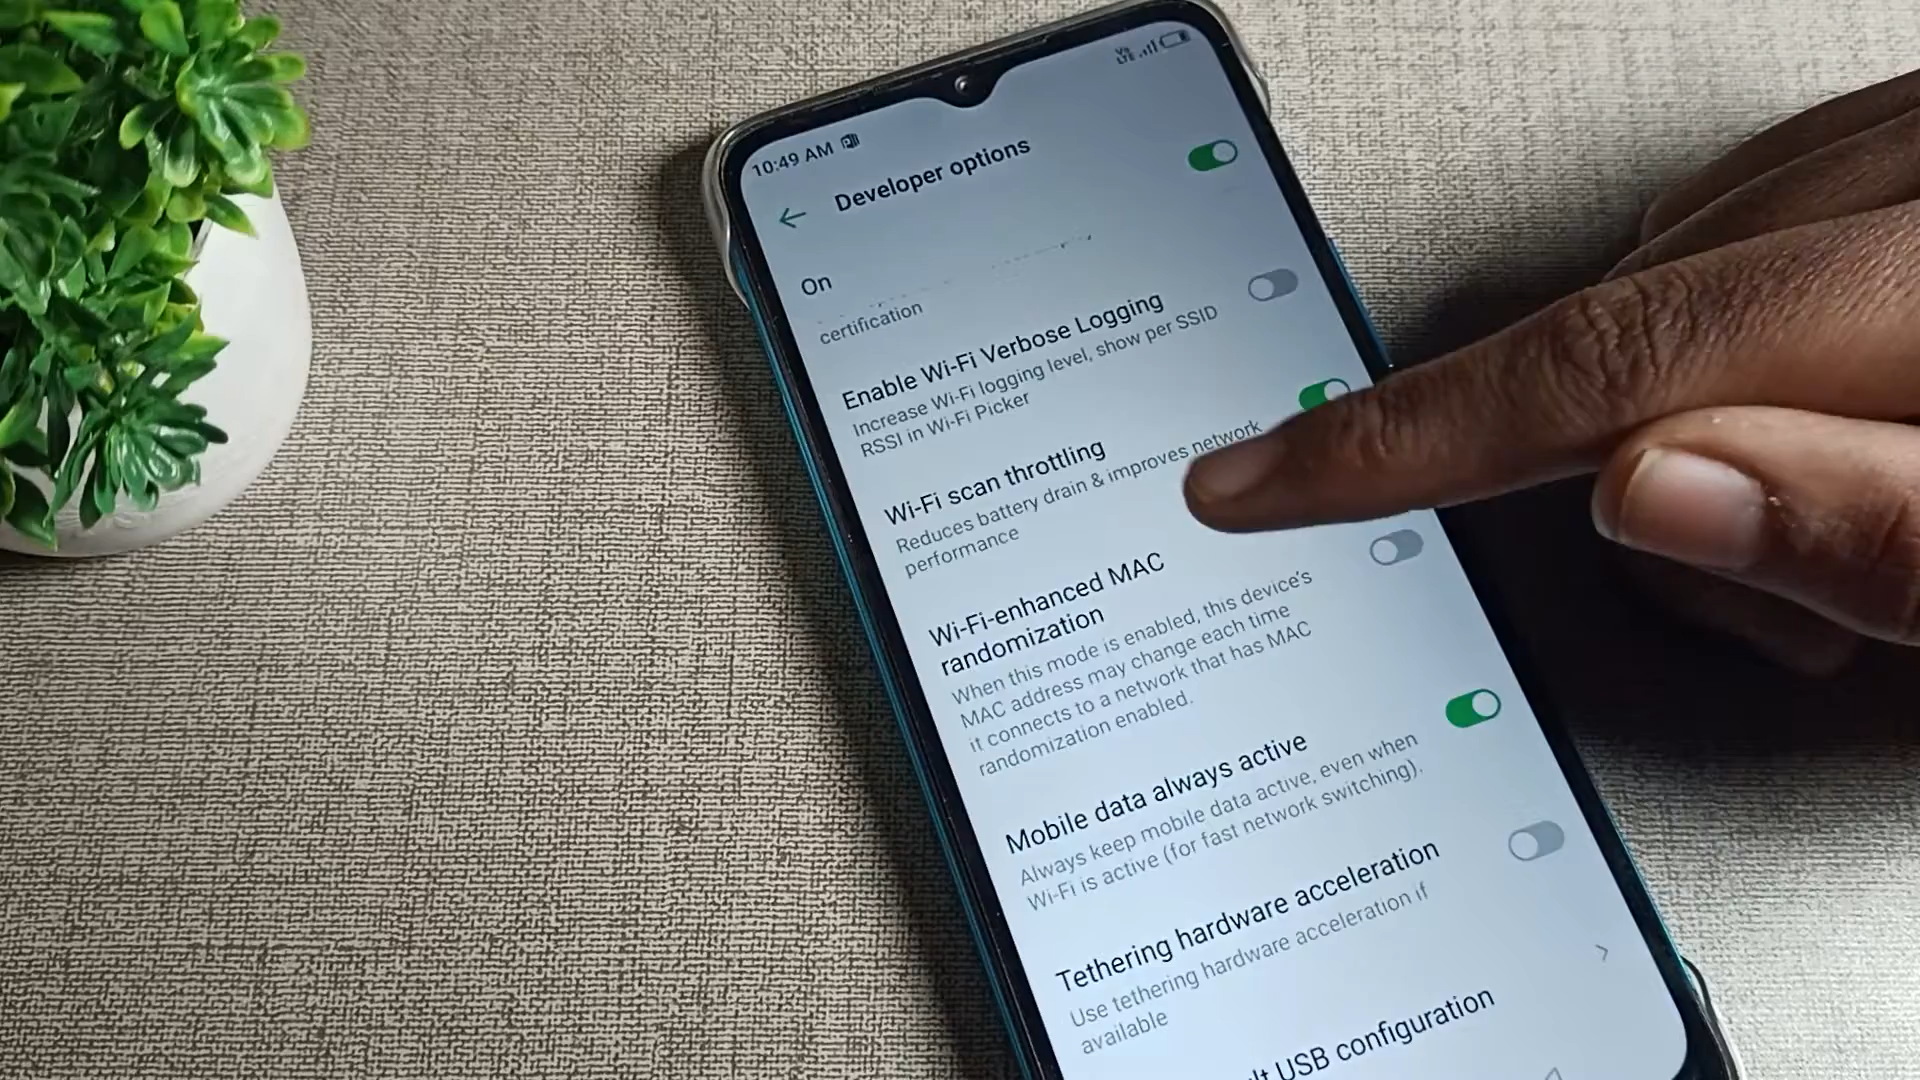 10:49 AM
Vo
LTE
Developer options
On
certification
Enable Wi-Fi Verbose Logging
Increase Wi-Fi logging level, show per SSID
RSSI in Wi-Fi Picker
Wi-Fi scan throttling
Reduces battery drain & improves network
performance
Wi-Fi-enhanced MAC
randomization
When this mode is enabled, this device's
MAC address may change each time
it connects to a network that has MAC
randomization enabled.
Mobile data always active
Always keep mobile data active, even when
Wi-Fi is active (for fast network switching).
Tethering hardware acceleration
Use tethering hardware acceleration if
available
USB configuration